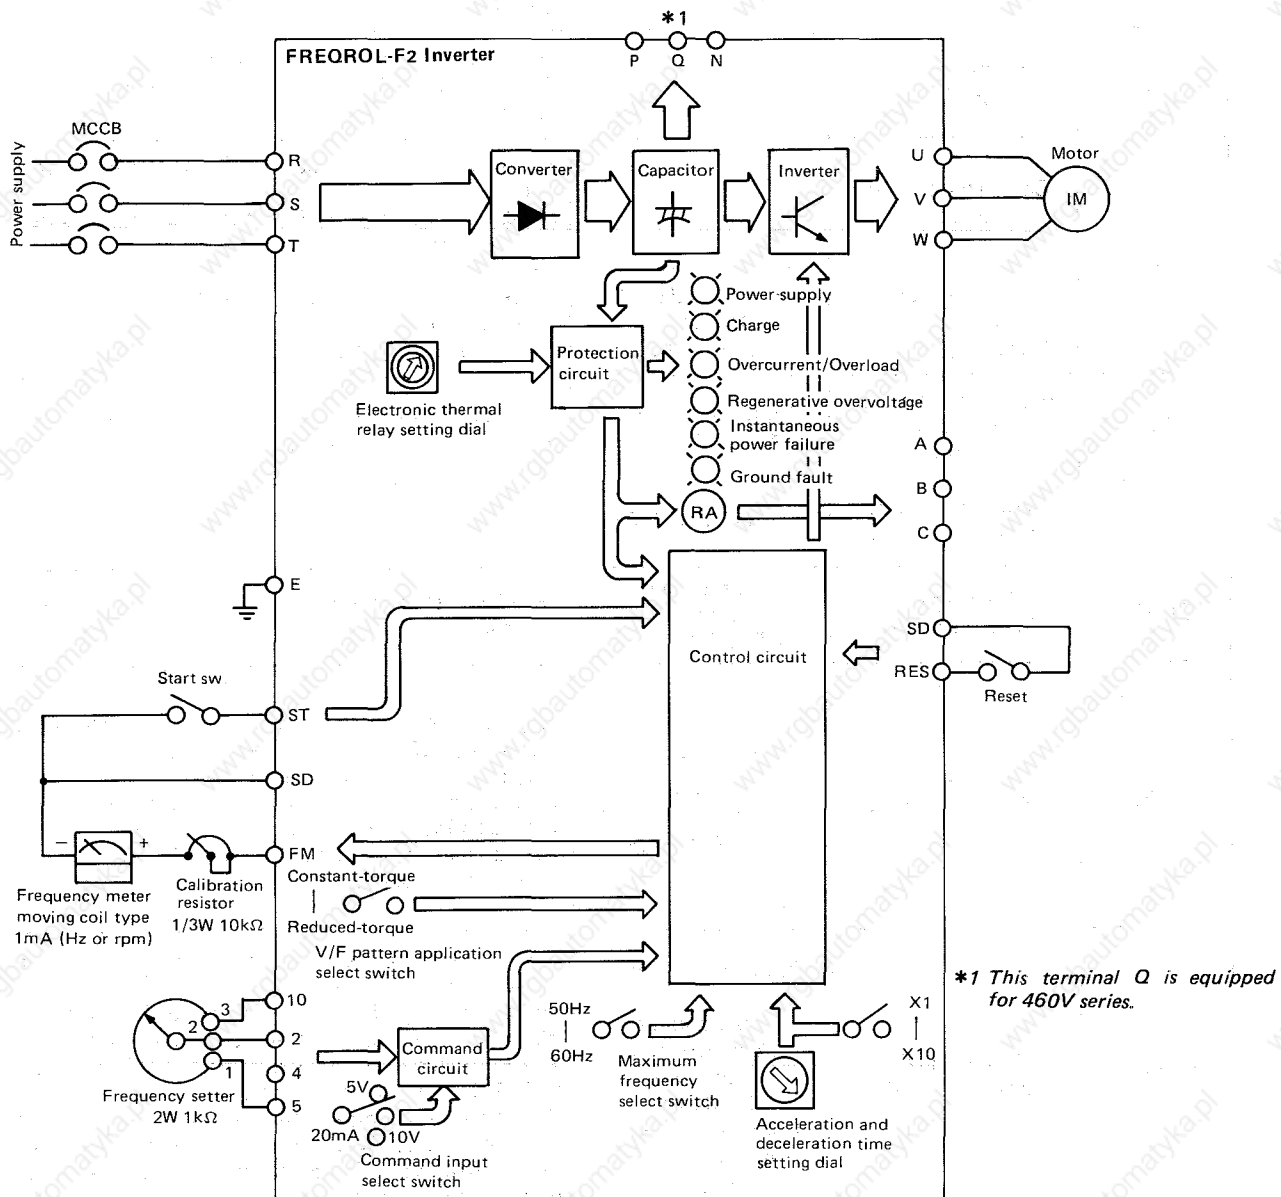 *1
FREQROL-F2 Inverter
P Q N
MCCB
Power supply
R
S
T
Converter
Capacitor
Inverter
U
V
W
Motor
IM
Power supply
Charge
Overcurrent/Overload
Regenerative overvoltage
Instantaneous
power failure
Ground fault
RA
Protection
circuit
Electronic thermal
relay setting dial
A
B
C
E
Control circuit
SD
RES
Reset
Start sw
ST
SD
− +
FM
Frequency meter
moving coil type
1mA (Hz or rpm)
Calibration
resistor
1/3W 10kΩ
Constant-torque
Reduced-torque
V/F pattern application
select switch
10
2
4
5
3
2
1
Frequency setter
2W 1kΩ
Command
circuit
5V
20mA
10V
Command input
select switch
50Hz
60Hz
Maximum
frequency
select switch
X1
X10
Acceleration and
deceleration time
setting dial
*1 This terminal Q is equipped
for 460V series.
www.rgbautomatyka.pl